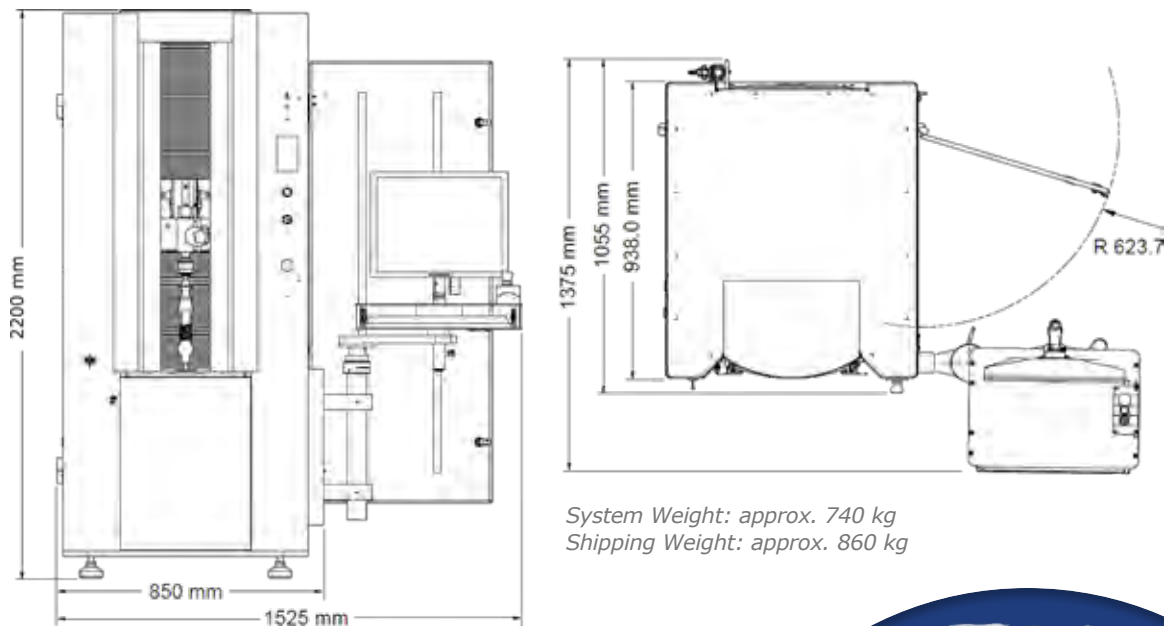 2200 mm
850 mm
1525 mm
1375 mm
1055 mm
938.0 mm
R 623.7
System Weight: approx. 740 kg
Shipping Weight: approx. 860 kg